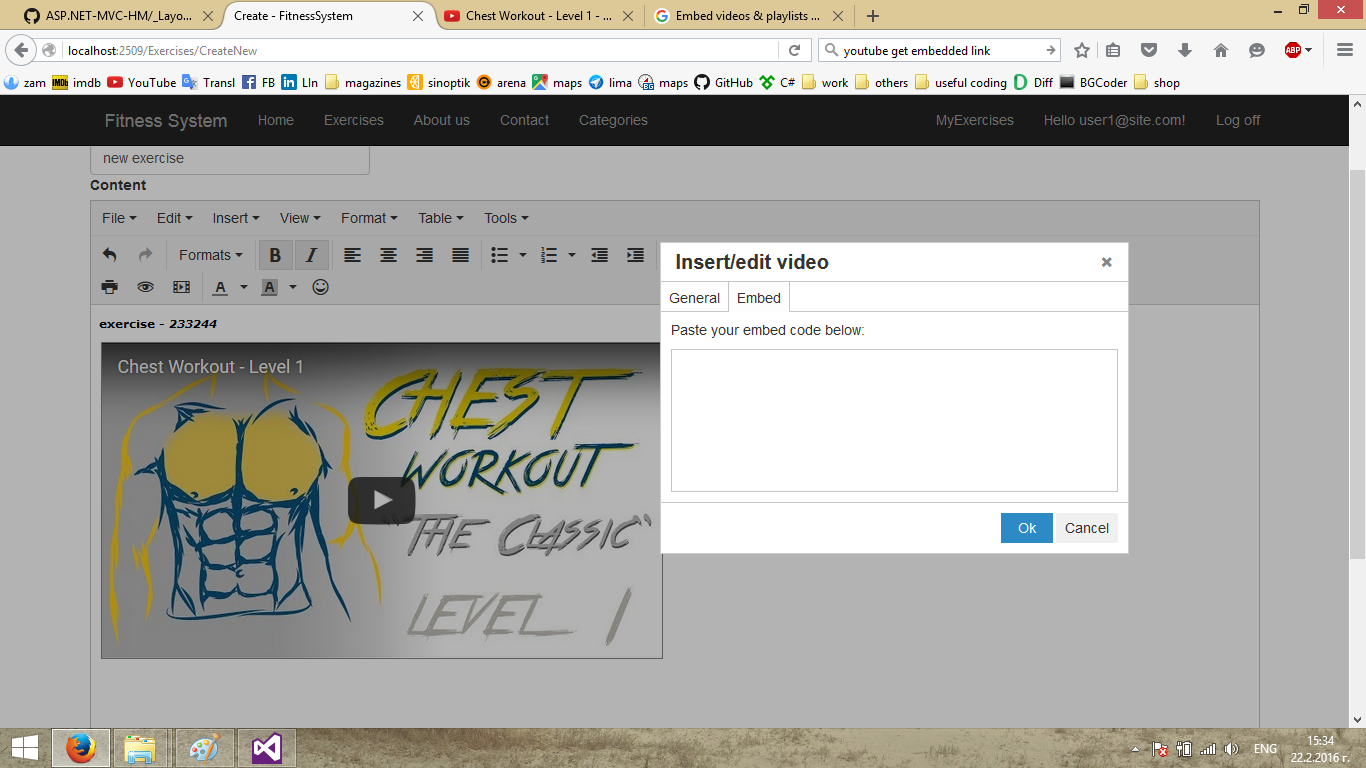 ASP.NET-MVC-HM/_Layo... Create - FitnessSystem Chest Workout - Level 1 - ... Embed videos & playlists ...
localhost:2509/Exercises/CreateNew youtube get embedded link ABP
zam IMDb imdb YouTube Transl FB LIn magazines sinoptik arena maps lima maps GitHub C# work others useful coding Diff BGCoder shop
Fitness System Home Exercises About us Contact Categories MyExercises Hello user1@site.com! Log off
new exercise
Content
File Edit Insert View Format Table Tools
Formats B I
A A
exercise - 233244
Chest Workout - Level 1
CHEST
WORKOUT
"THE CLASSIC"
LEVEL 1
Insert/edit video
General Embed
Paste your embed code below:
Ok Cancel
ENG 15:34
22.2.2016 г.